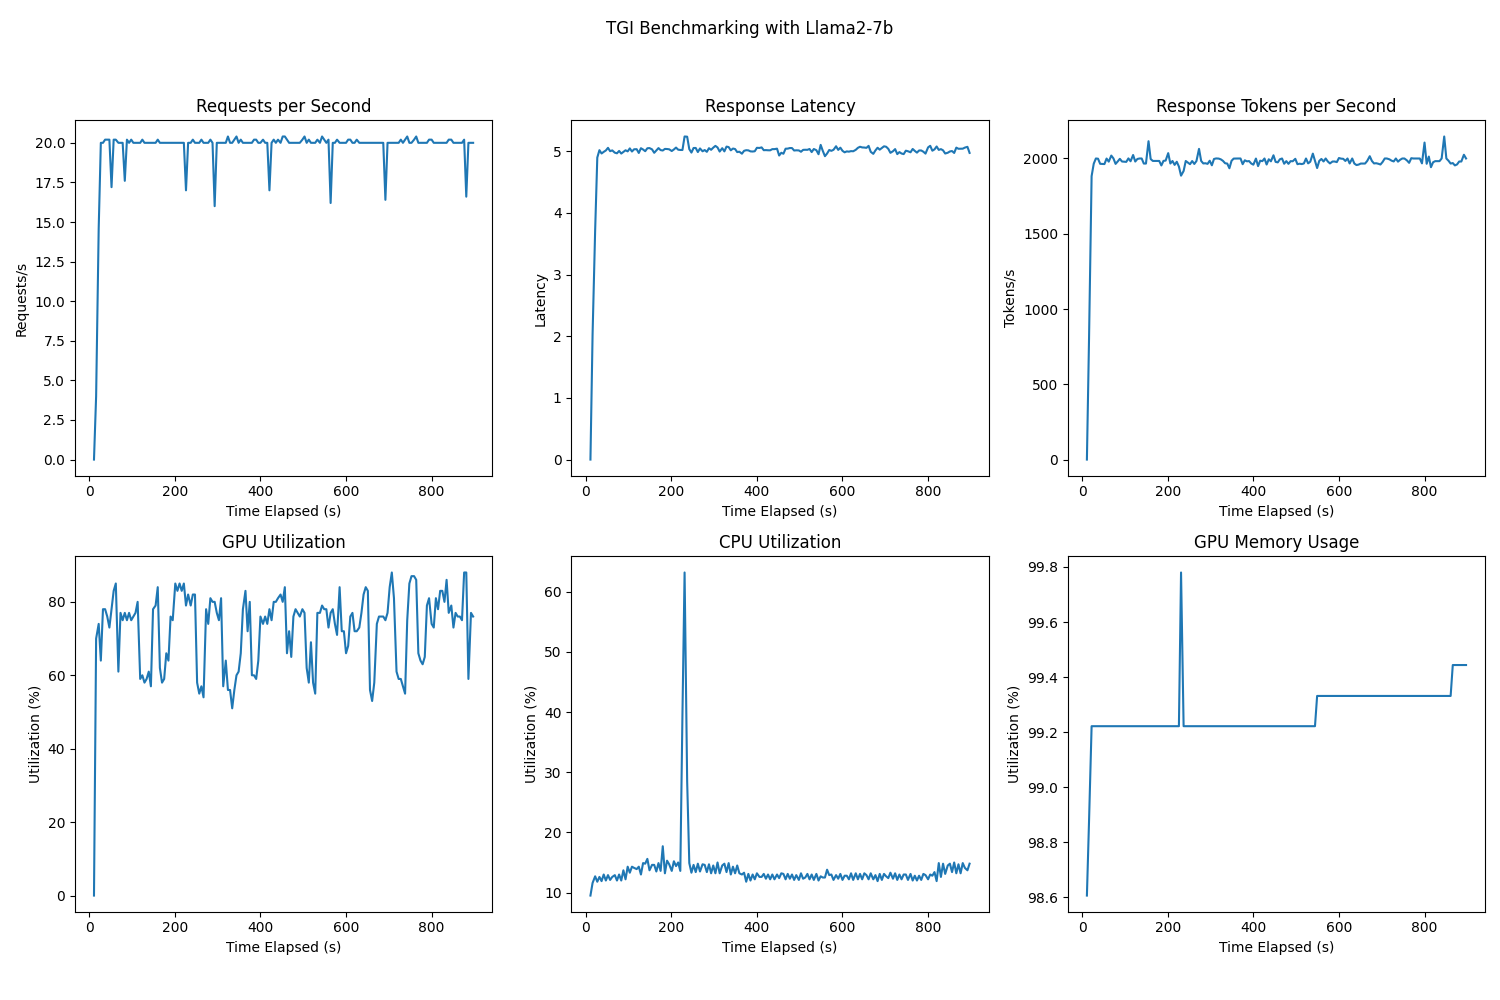 TGI Benchmarking with Llama2-7b
Requests per Second
Requests/s
20.0
17.5
15.0
12.5
10.0
7.5
5.0
2.5
0.0
0 200 400 600 800
Time Elapsed (s)
Response Latency
Latency
5
4
3
2
1
0
0 200 400 600 800
Time Elapsed (s)
Response Tokens per Second
Tokens/s
2000
1500
1000
500
0
0 200 400 600 800
Time Elapsed (s)
GPU Utilization
Utilization (%)
80
60
40
20
0
0 200 400 600 800
Time Elapsed (s)
CPU Utilization
Utilization (%)
60
50
40
30
20
10
0 200 400 600 800
Time Elapsed (s)
GPU Memory Usage
Utilization (%)
99.8
99.6
99.4
99.2
99.0
98.8
98.6
0 200 400 600 800
Time Elapsed (s)